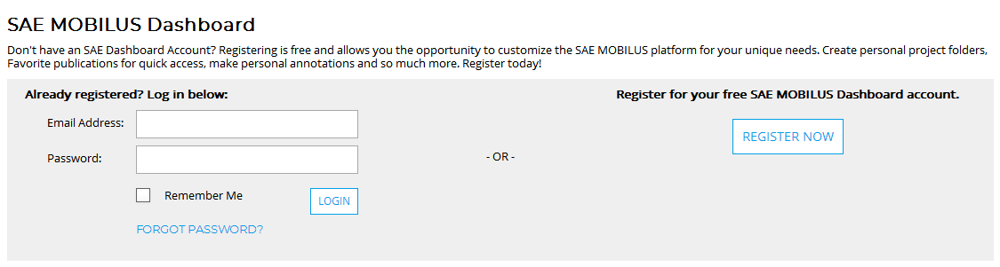 SAE MOBILUS Dashboard
Don't have an SAE Dashboard Account? Registering is free and allows you the opportunity to customize the SAE MOBILUS platform for your unique needs. Create personal project folders,
Favorite publications for quick access, make personal annotations and so much more. Register today!
Already registered? Log in below:
Email Address:
Password:
Remember Me
LOGIN
FORGOT PASSWORD?
- OR -
Register for your free SAE MOBILUS Dashboard account.
REGISTER NOW